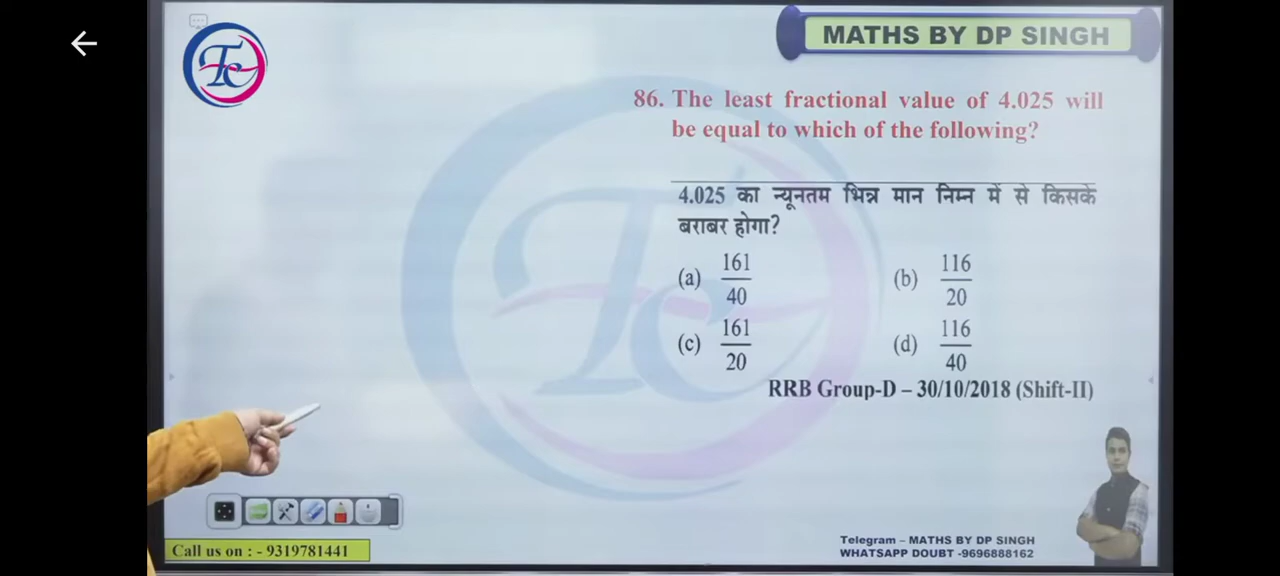 Tc
MATHS BY DP SINGH
86. The least fractional value of 4.025 will
be equal to which of the following?
4.025 का न्यूनतम भिन्न मान निम्न में से किसके
बराबर होगा?
(a) 161/40 (b) 116/20
(c) 161/20 (d) 116/40
RRB Group-D – 30/10/2018 (Shift-II)
Call us on : - 9319781441
Telegram – MATHS BY DP SINGH
WHATSAPP DOUBT -9696888162